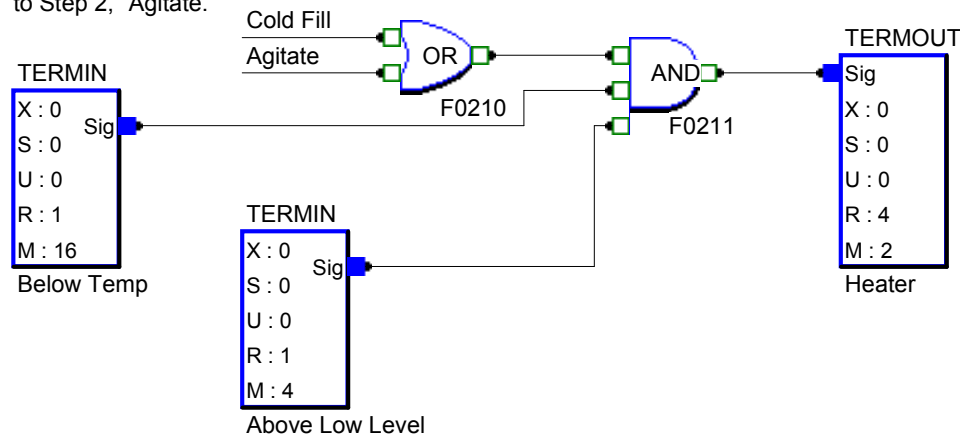 to Step 2, "Agitate."
Cold Fill
Agitate
OR
F0210
AND
F0211
TERMIN
X : 0
Sig
S : 0
U : 0
R : 1
M : 16
Below Temp
TERMIN
X : 0
Sig
S : 0
U : 0
R : 1
M : 4
Above Low Level
TERMOUT
Sig
X : 0
S : 0
U : 0
R : 4
M : 2
Heater